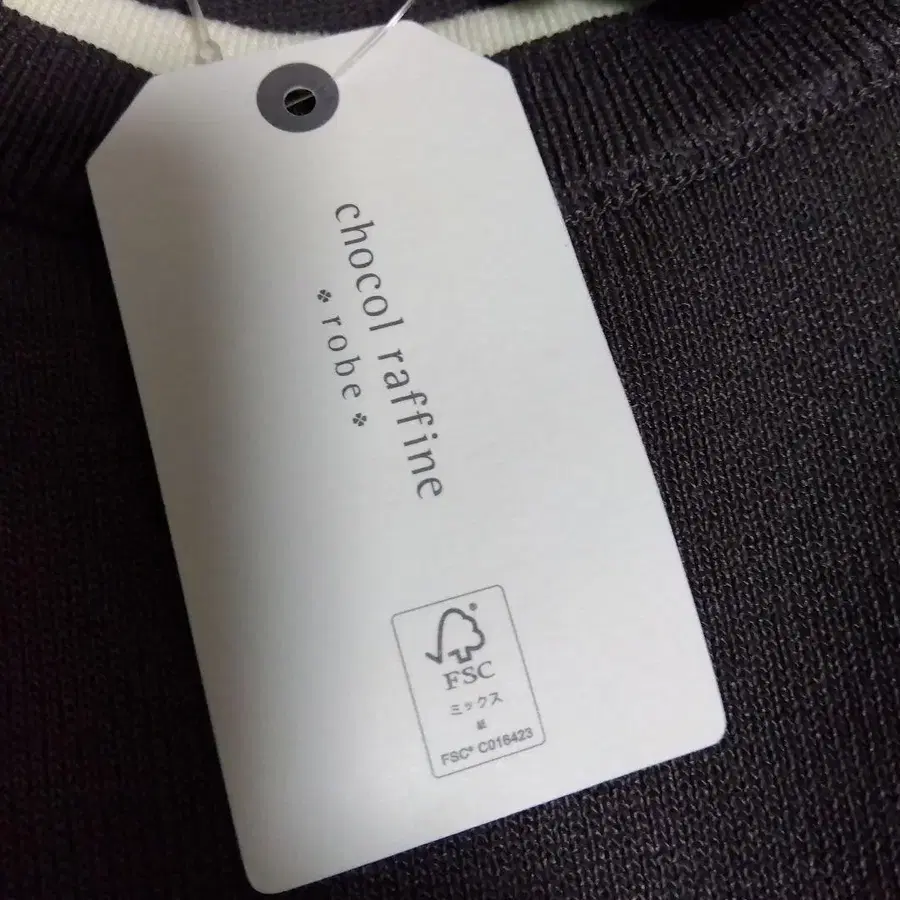 chocol raffine
robe
FSC
ミックス
紙
FSC® C016423